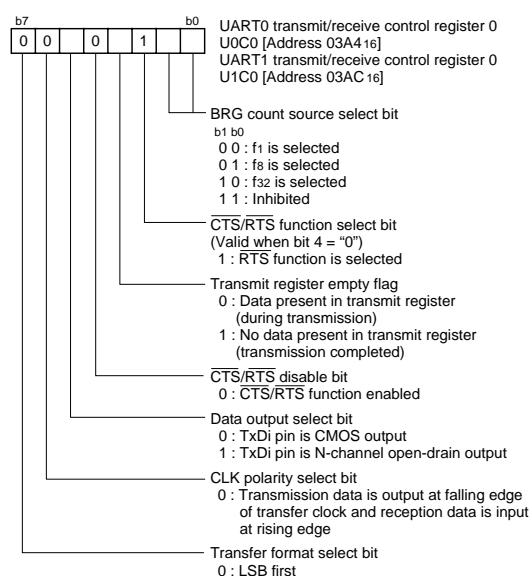 b7 b0
0 0 0 1
UART0 transmit/receive control register 0
U0C0 [Address 03A416]
UART1 transmit/receive control register 0
U1C0 [Address 03AC16]
BRG count source select bit
b1 b0
0 0 : f1 is selected
0 1 : f8 is selected
1 0 : f32 is selected
1 1 : Inhibited
CTS/RTS function select bit
(Valid when bit 4 = “0”)
1 : RTS function is selected
Transmit register empty flag
0 : Data present in transmit register
(during transmission)
1 : No data present in transmit register
(transmission completed)
CTS/RTS disable bit
0 : CTS/RTS function enabled
Data output select bit
0 : TxDi pin is CMOS output
1 : TxDi pin is N-channel open-drain output
CLK polarity select bit
0 : Transmission data is output at falling edge
of transfer clock and reception data is input
at rising edge
Transfer format select bit
0 : LSB first